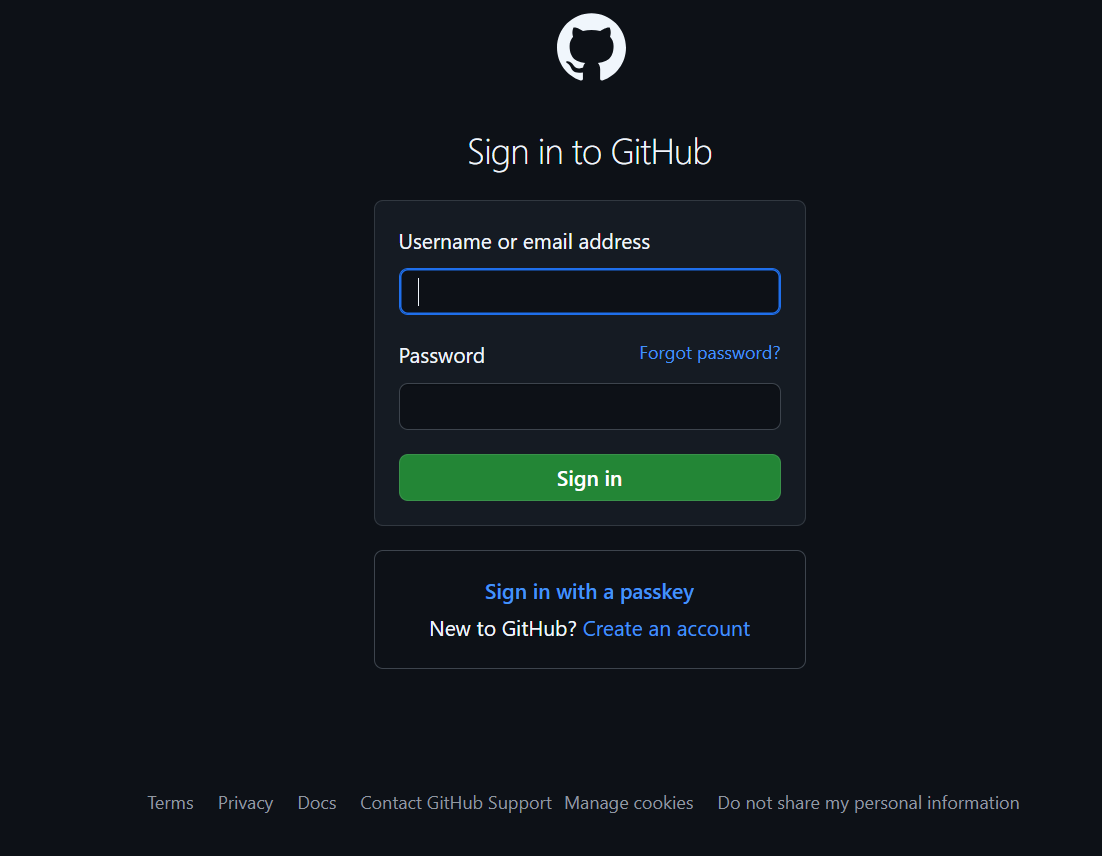 Sign in to GitHub
Username or email address
Password Forgot password?
Sign in
Sign in with a passkey
New to GitHub? Create an account
Terms Privacy Docs Contact GitHub Support Manage cookies Do not share my personal information